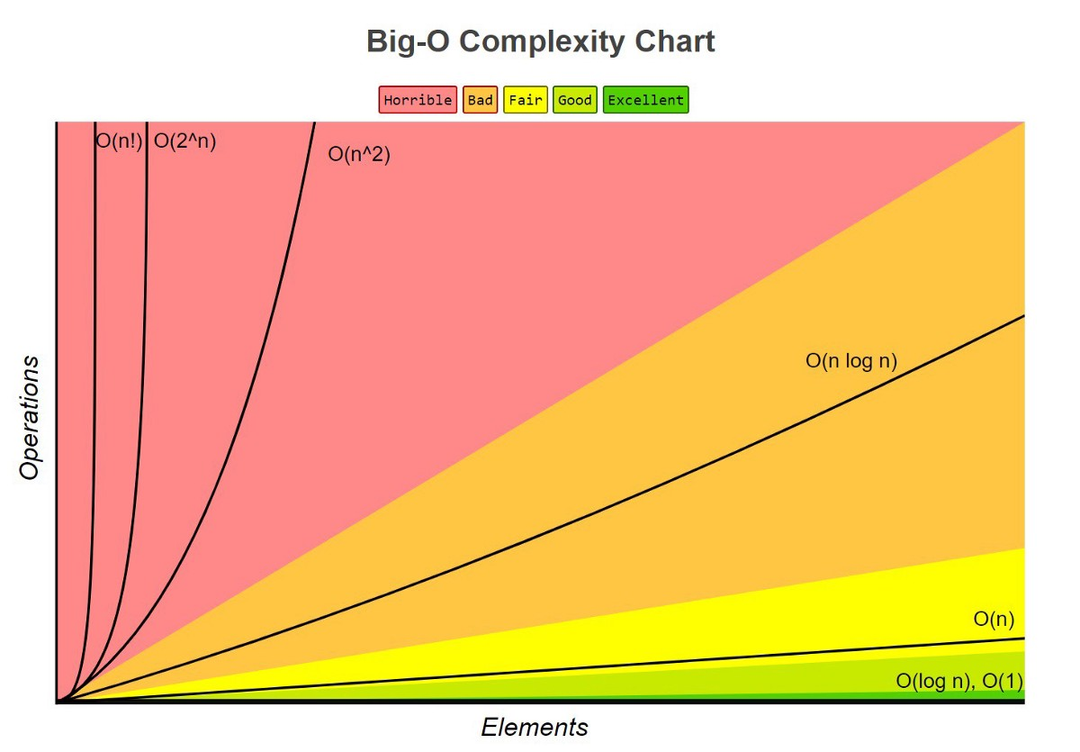 Big-O Complexity Chart
Horrible Bad Fair Good Excellent
O(n!) O(2^n)
O(n^2)
O(n log n)
O(n)
O(log n), O(1)
Operations
Elements